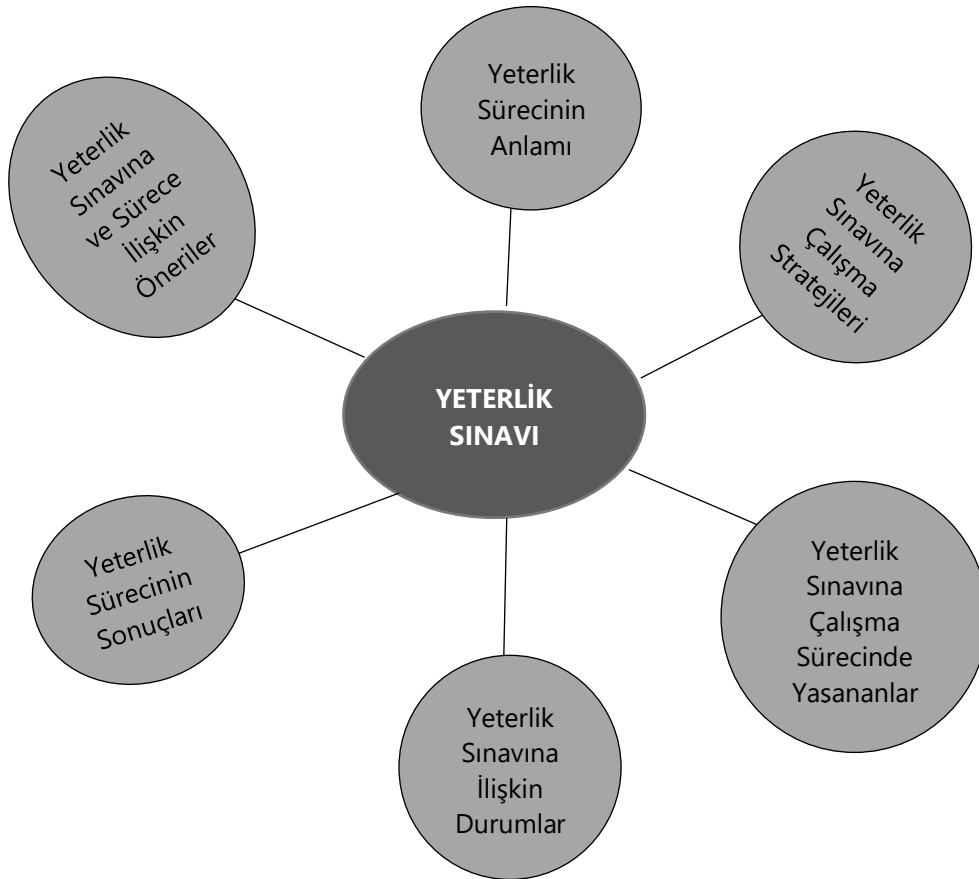 Yeterlik
Sürecinin
Anlamı
Yeterlik
Sınavına
Çalışma
Stratejileri
Yeterlik
Sınavına
Çalışma
Sürecinde
Yaşananlar
Yeterlik
Sınavına
İlişkin
Durumlar
Yeterlik
Sürecinin
Sonuçları
Yeterlik
Sınavına
ve Sürece
İlişkin
Öneriler
YETERLİK
SINAVI